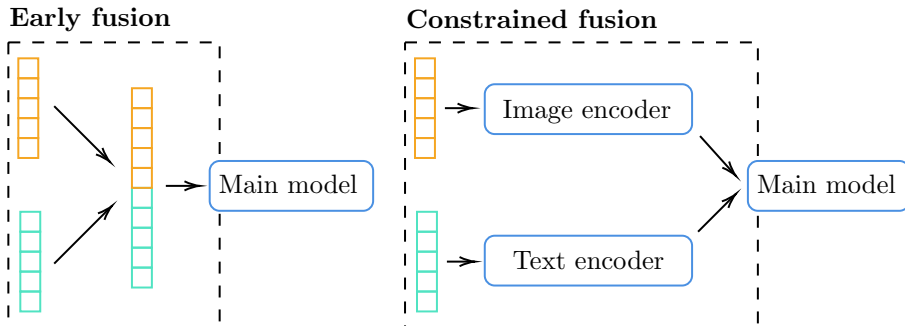 Early fusion
Constrained fusion
Image encoder
Main model
Main model
Text encoder